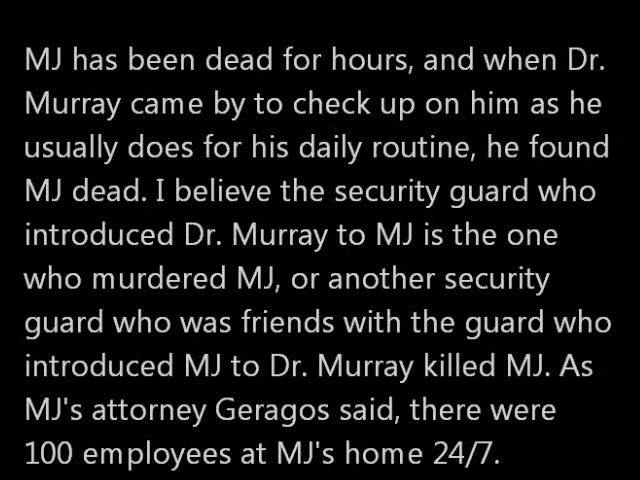 MJ has been dead for hours, and when Dr.
Murray came by to check up on him as he
usually does for his daily routine, he found
MJ dead. I believe the security guard who
introduced Dr. Murray to MJ is the one
who murdered MJ, or another security
guard who was friends with the guard who
introduced MJ to Dr. Murray killed MJ. As
MJ's attorney Geragos said, there were
100 employees at MJ's home 24/7.